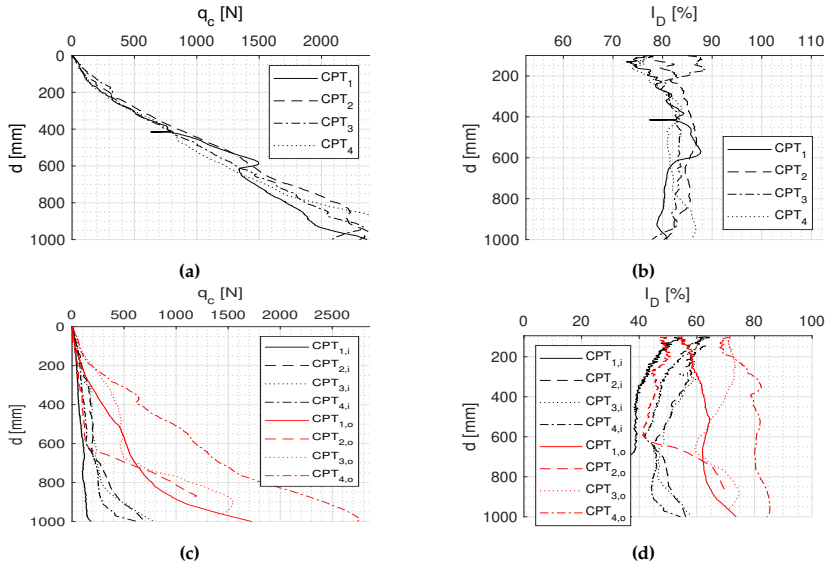 q_c [N]
0 500 1000 1500 2000
0
200
400
600
800
1000
d [mm]
CPT_1
CPT_2
CPT_3
CPT_4
(a)
I_D [%]
60 70 80 90 100 110
200
400
600
800
1000
d [mm]
CPT_1
CPT_2
CPT_3
CPT_4
(b)
q_c [N]
0 500 1000 1500 2000 2500
0
200
400
600
800
1000
d [mm]
CPT_1,i
CPT_2,i
CPT_3,i
CPT_4,i
CPT_1,o
CPT_2,o
CPT_3,o
CPT_4,o
(c)
I_D [%]
0 20 40 60 80 100
200
400
600
800
1000
d [mm]
CPT_1,i
CPT_2,i
CPT_3,i
CPT_4,i
CPT_1,o
CPT_2,o
CPT_3,o
CPT_4,o
(d)